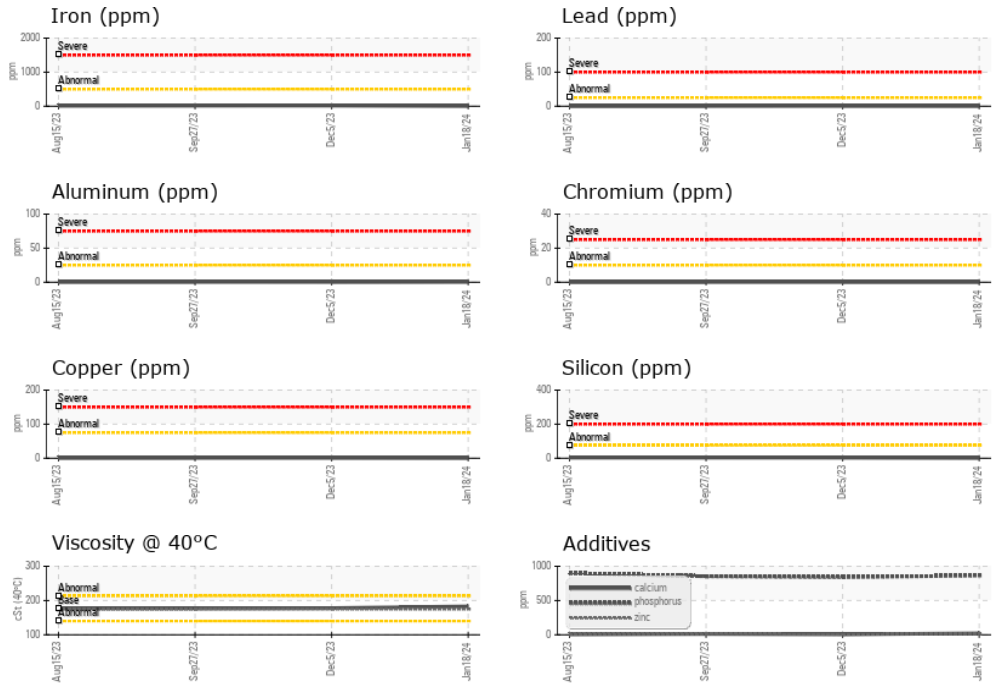 Iron (ppm)
2000
1000
0
ppm
Severe
Abnormal
Aug15/23
Sep27/23
Dec5/23
Jan18/24
Lead (ppm)
200
100
0
ppm
Severe
Abnormal
Aug15/23
Sep27/23
Dec5/23
Jan18/24
Aluminum (ppm)
100
50
0
ppm
Severe
Abnormal
Aug15/23
Sep27/23
Dec5/23
Jan18/24
Chromium (ppm)
40
20
0
ppm
Severe
Abnormal
Aug15/23
Sep27/23
Dec5/23
Jan18/24
Copper (ppm)
200
100
0
ppm
Severe
Abnormal
Aug15/23
Sep27/23
Dec5/23
Jan18/24
Silicon (ppm)
400
200
0
ppm
Severe
Abnormal
Aug15/23
Sep27/23
Dec5/23
Jan18/24
Viscosity @ 40°C
300
200
100
cSt (40°C)
Abnormal
Base
Abnormal
Aug15/23
Sep27/23
Dec5/23
Jan18/24
Additives
1000
500
0
ppm
calcium
phosphorus
zinc
Aug15/23
Sep27/23
Dec5/23
Jan18/24